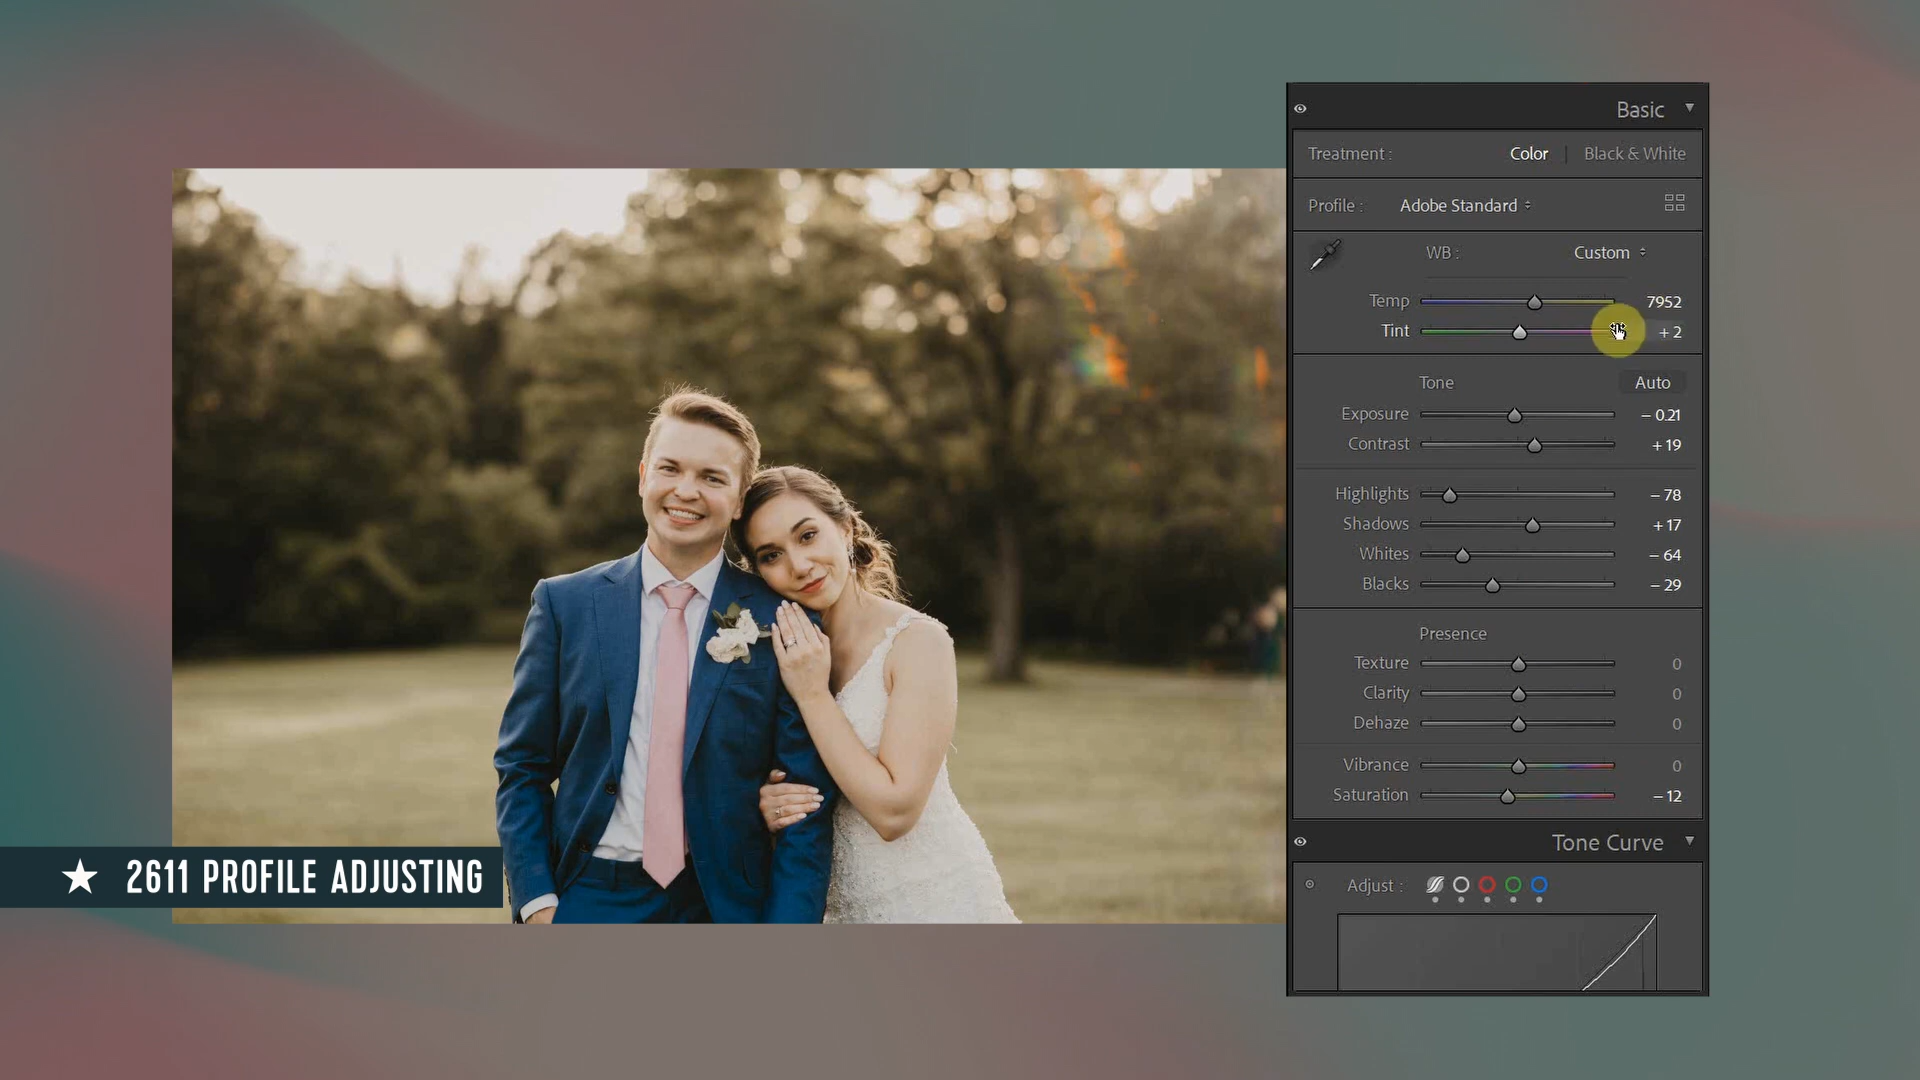 Basic
Treatment : Color | Black & White
Profile : Adobe Standard
WB : Custom
Temp 7952
Tint + 2
Tone Auto
Exposure – 0.21
Contrast + 19
Highlights – 78
Shadows + 17
Whites – 64
Blacks – 29
Presence
Texture 0
Clarity 0
Dehaze 0
Vibrance 0
Saturation – 12
Tone Curve
Adjust :
2611 PROFILE ADJUSTING